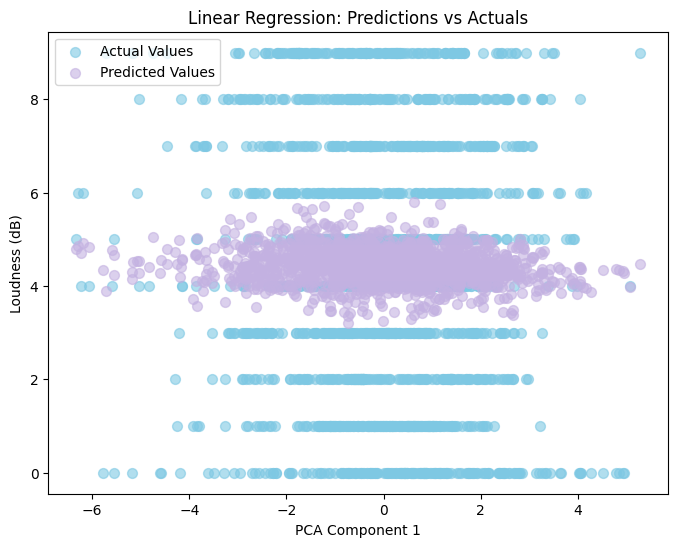 Linear Regression: Predictions vs Actuals
Actual Values
Predicted Values
Loudness (dB)
8
6
4
2
0
−6
−4
−2
0
2
4
PCA Component 1